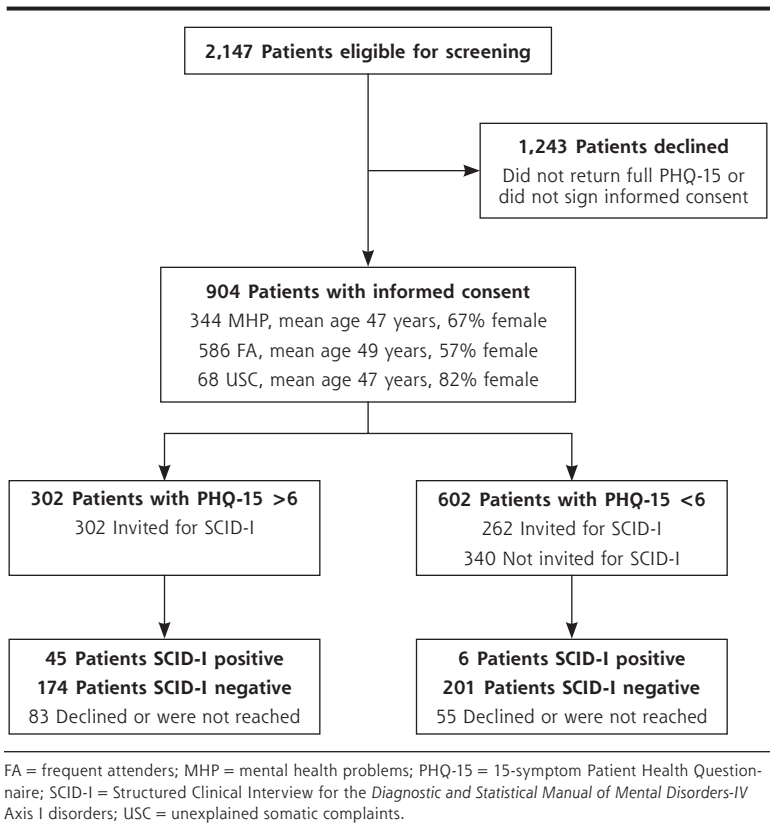 2,147 Patients eligible for screening
1,243 Patients declined
Did not return full PHQ-15 or
did not sign informed consent
904 Patients with informed consent
344 MHP, mean age 47 years, 67% female
586 FA, mean age 49 years, 57% female
68 USC, mean age 47 years, 82% female
302 Patients with PHQ-15 >6
302 Invited for SCID-I
602 Patients with PHQ-15 <6
262 Invited for SCID-I
340 Not invited for SCID-I
45 Patients SCID-I positive
174 Patients SCID-I negative
83 Declined or were not reached
6 Patients SCID-I positive
201 Patients SCID-I negative
55 Declined or were not reached
FA = frequent attenders; MHP = mental health problems; PHQ-15 = 15-symptom Patient Health Question-
naire; SCID-I = Structured Clinical Interview for the Diagnostic and Statistical Manual of Mental Disorders-IV
Axis I disorders; USC = unexplained somatic complaints.